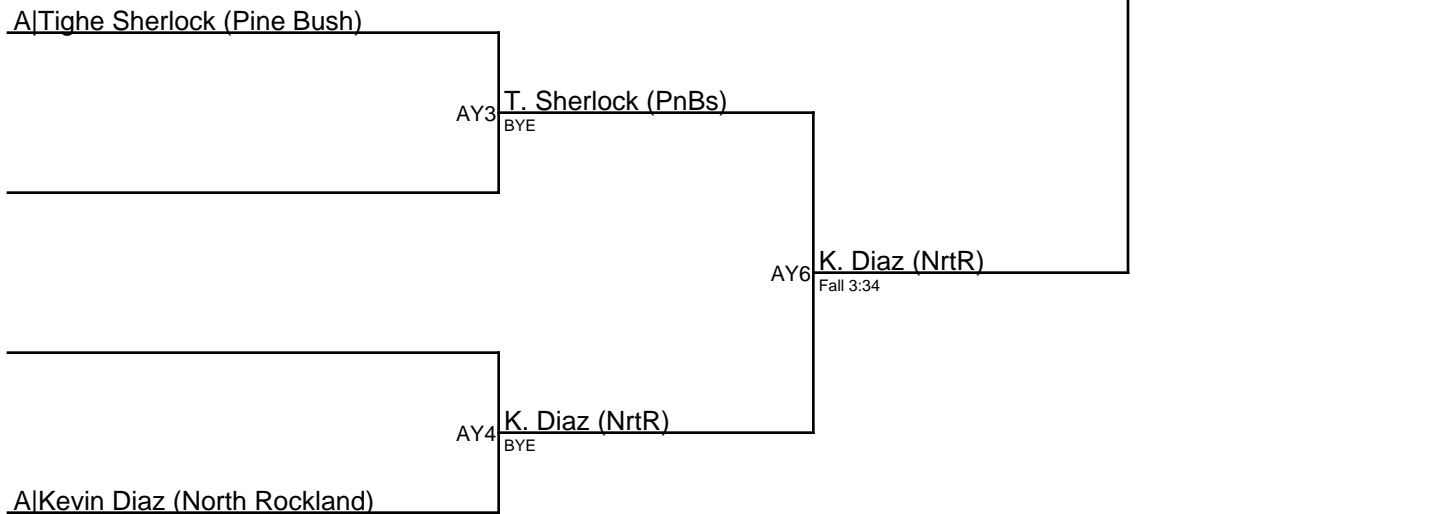 A|Tighe Sherlock (Pine Bush)
AY3 T. Sherlock (PnBs)
BYE
AY6 K. Diaz (NrtR)
Fall 3:34
AY4 K. Diaz (NrtR)
BYE
A|Kevin Diaz (North Rockland)